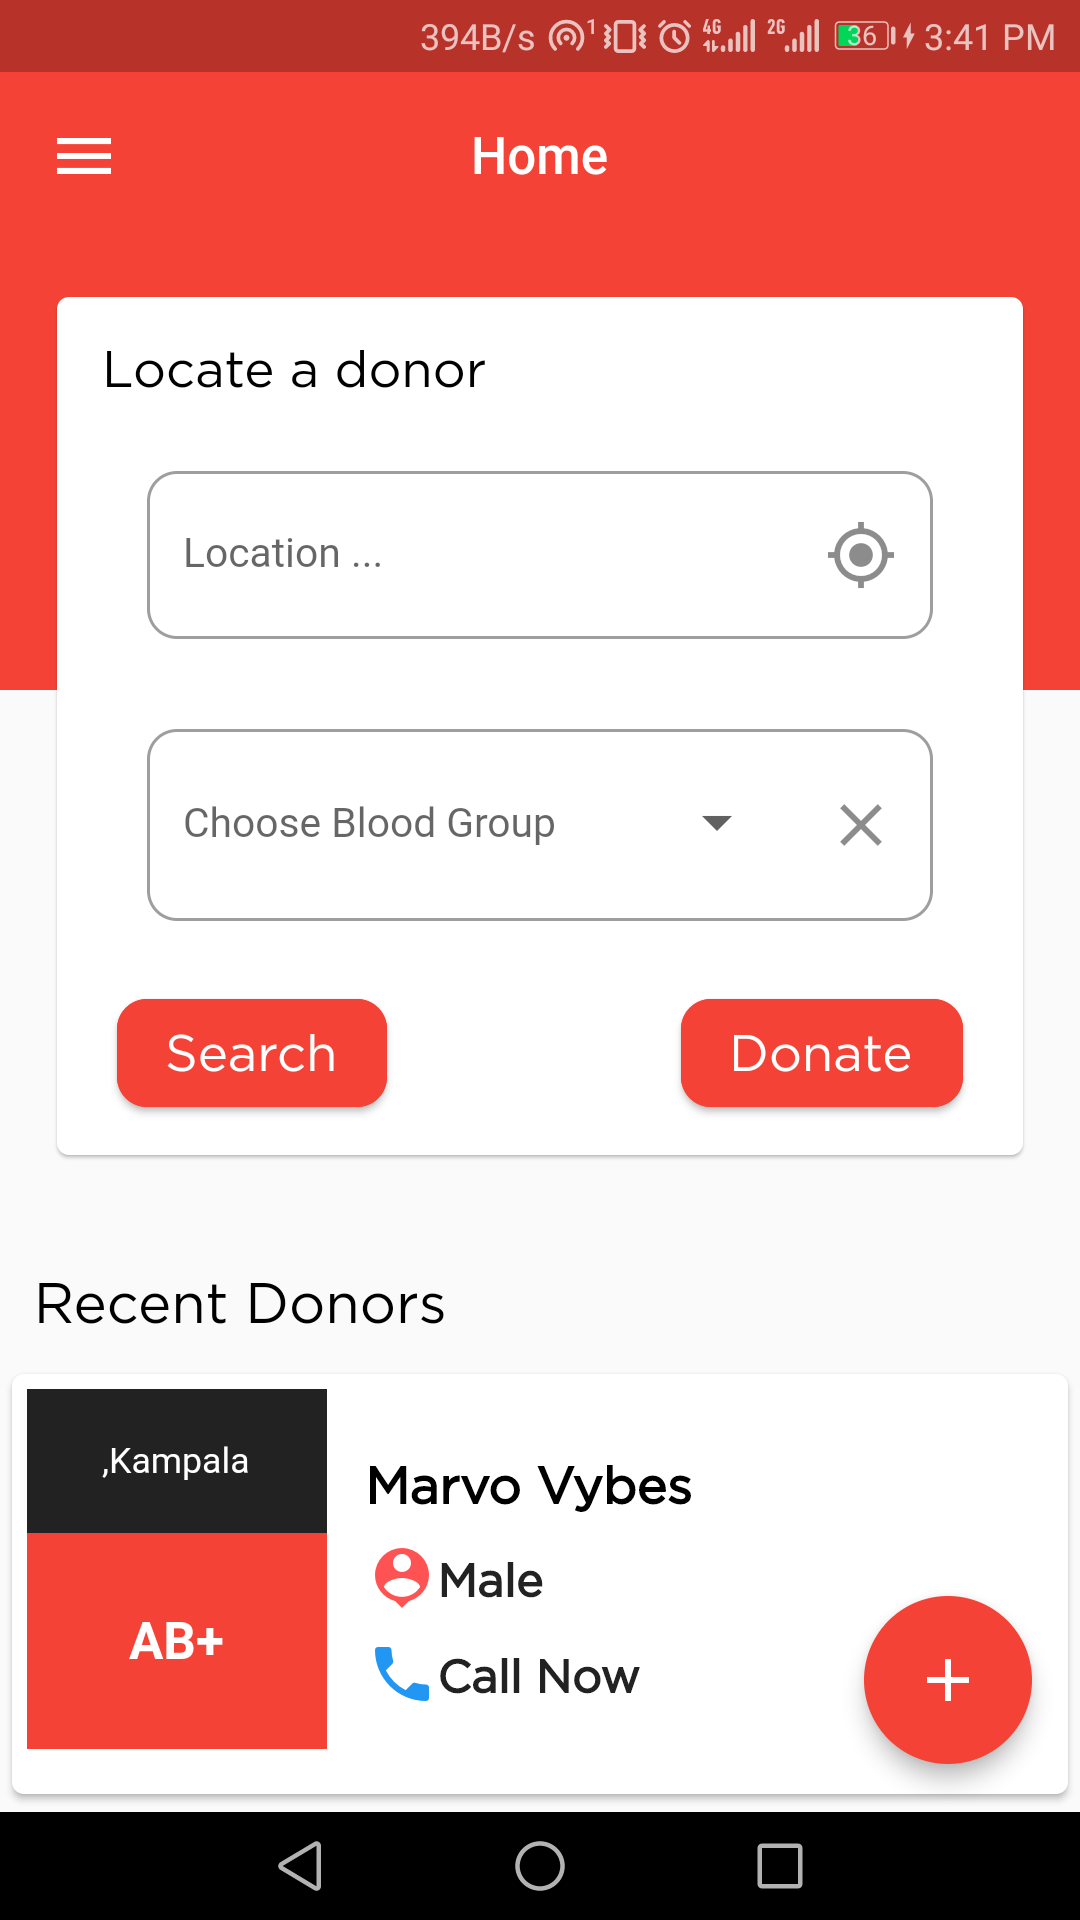 394B/s 1 4G 2G 36 3:41 PM
Home
Locate a donor
Location ...
Choose Blood Group
Search Donate
Recent Donors
,Kampala
Marvo Vybes
Male
AB+
Call Now